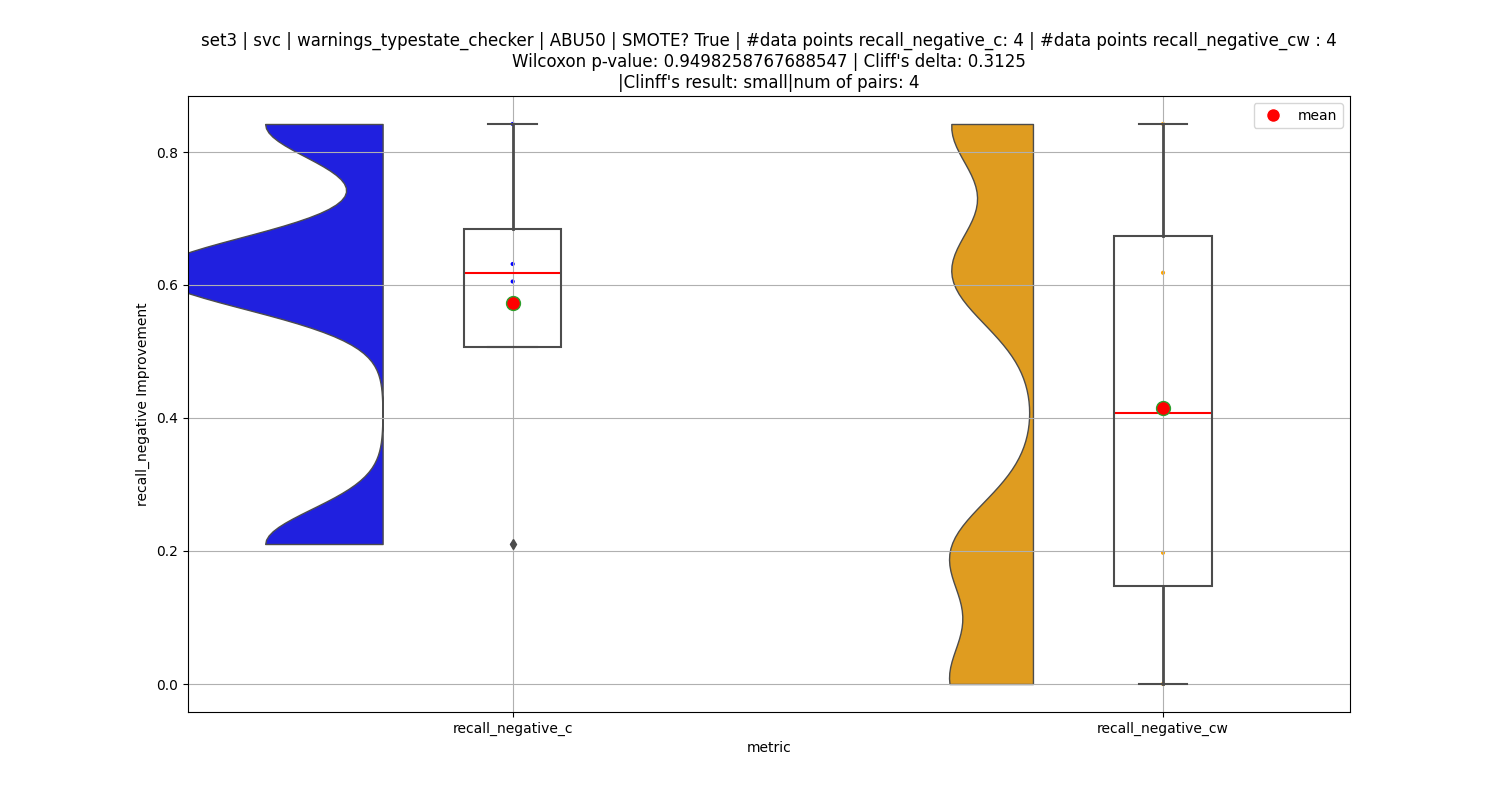 set3 | svc | warnings_typestate_checker | ABU50 | SMOTE? True | #data points recall_negative_c: 4 | #data points recall_negative_cw : 4
Wilcoxon p-value: 0.9498258767688547 | Cliff's delta: 0.3125
|Clinff's result: small|num of pairs: 4
mean
0.8
0.6
0.4
0.2
0.0
recall_negative Improvement
recall_negative_c
recall_negative_cw
metric